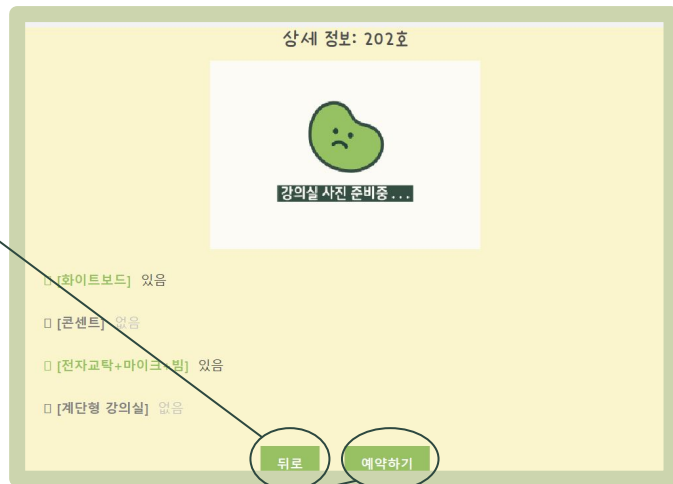 상세 정보: 202호
강의실 사진 준비중 . . .
[화이트보드] 있음
[콘센트] 없음
[전자교탁+마이크+빔] 있음
[계단형 강의실] 없음
뒤로 예약하기